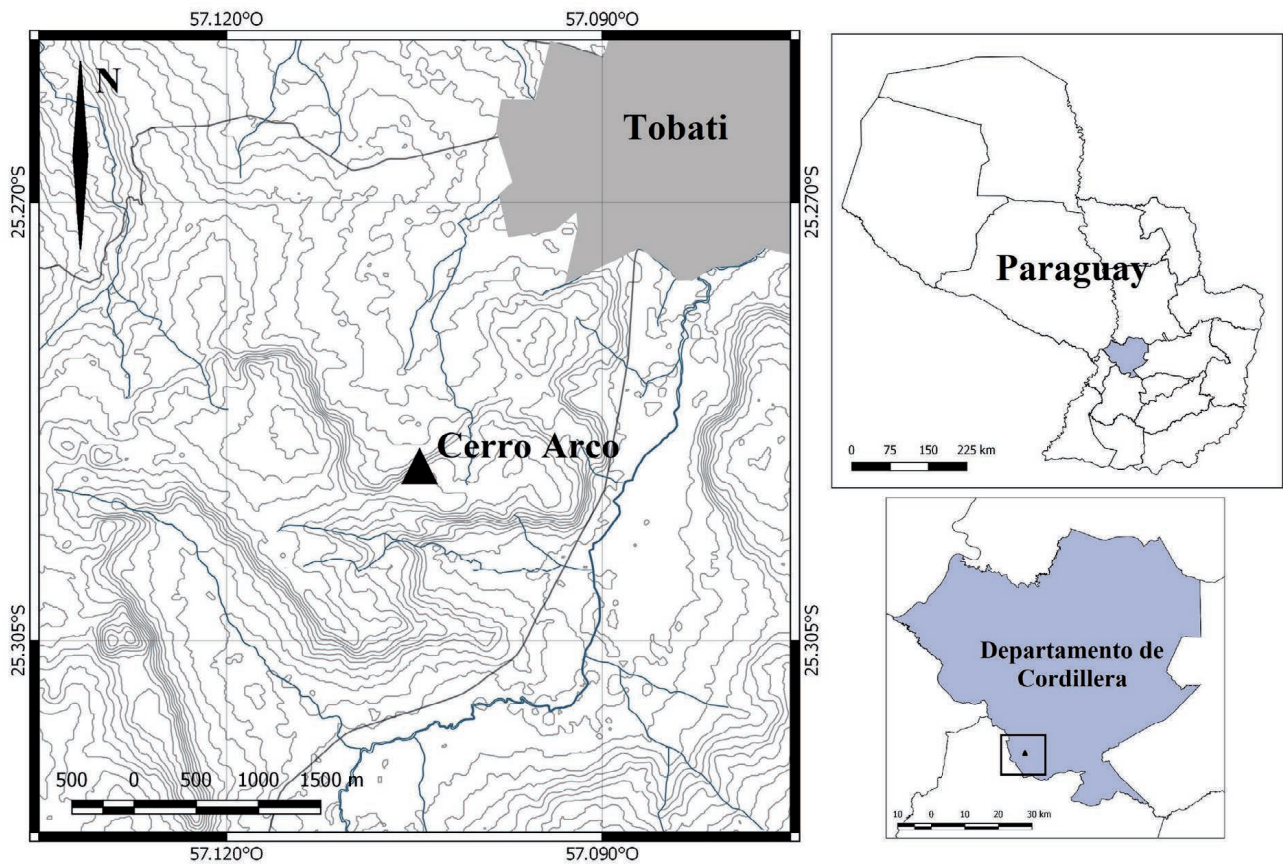 57.120°O 57.090°O
N
Tobati
25.270°S 25.270°S
Cerro Arco
25.305°S 25.305°S
500 0 500 1000 1500 m
57.120°O 57.090°O
Paraguay
0 75 150 225 km
Departamento de
Cordillera
10 0 10 20 30 km